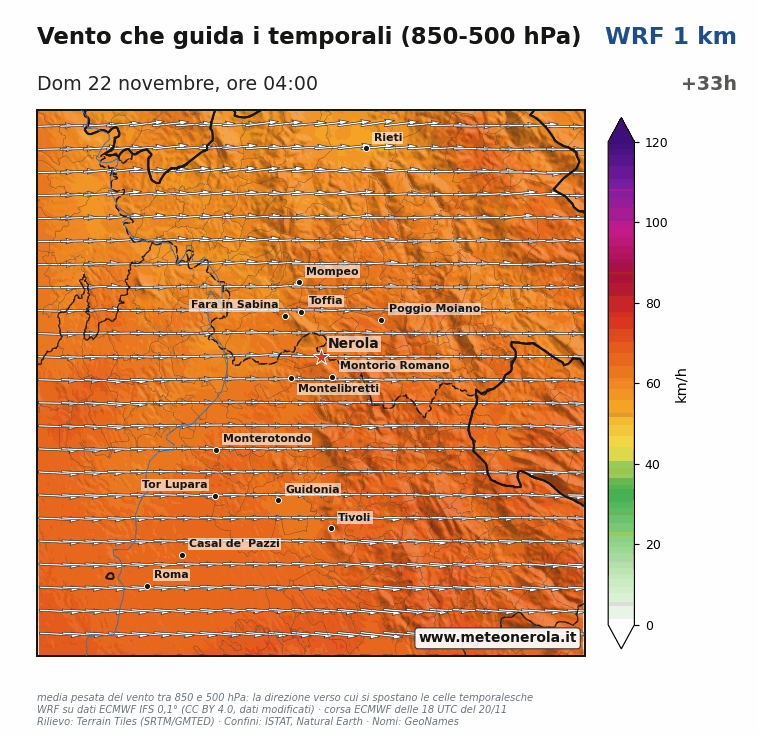 Vento che guida i temporali (850-500 hPa) WRF 1 km
Dom 22 novembre, ore 04:00 +33h
Rieti
Mompeo
Toffia
Fara in Sabina
Poggio Moiano
Nerola
Montorio Romano
Montelibretti
Monterotondo
Tor Lupara
Guidonia
Tivoli
Casal de' Pazzi
Roma
www.meteonerola.it
120
100
80
60
40
20
0
km/h
media pesata del vento tra 850 e 500 hPa: la direzione verso cui si spostano le celle temporalesche
WRF su dati ECMWF IFS 0,1° (CC BY 4.0, dati modificati) · corsa ECMWF delle 18 UTC del 20/11
Rilievo: Terrain Tiles (SRTM/GMTED) · Confini: ISTAT, Natural Earth · Nomi: GeoNames